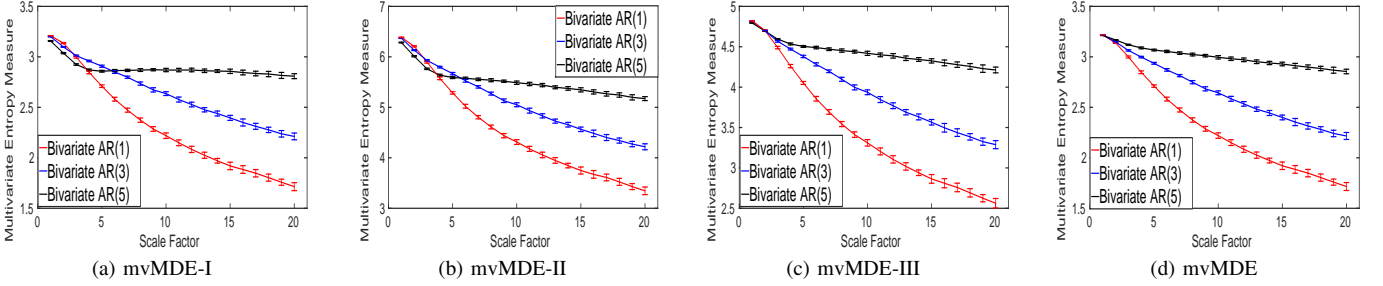 Multivariate Entropy Measure
3.5
3
2.5
2
1.5
0 5 10 15 20
Scale Factor
Bivariate AR(1)
Bivariate AR(3)
Bivariate AR(5)
(a) mvMDE-I
Multivariate Entropy Measure
7
6
5
4
3
0 5 10 15 20
Scale Factor
Bivariate AR(1)
Bivariate AR(3)
Bivariate AR(5)
(b) mvMDE-II
Multivariate Entropy Measure
5
4.5
4
3.5
3
2.5
0 5 10 15 20
Scale Factor
Bivariate AR(1)
Bivariate AR(3)
Bivariate AR(5)
(c) mvMDE-III
Multivariate Entropy Measure
3.5
3
2.5
2
1.5
0 5 10 15 20
Scale Factor
Bivariate AR(1)
Bivariate AR(3)
Bivariate AR(5)
(d) mvMDE